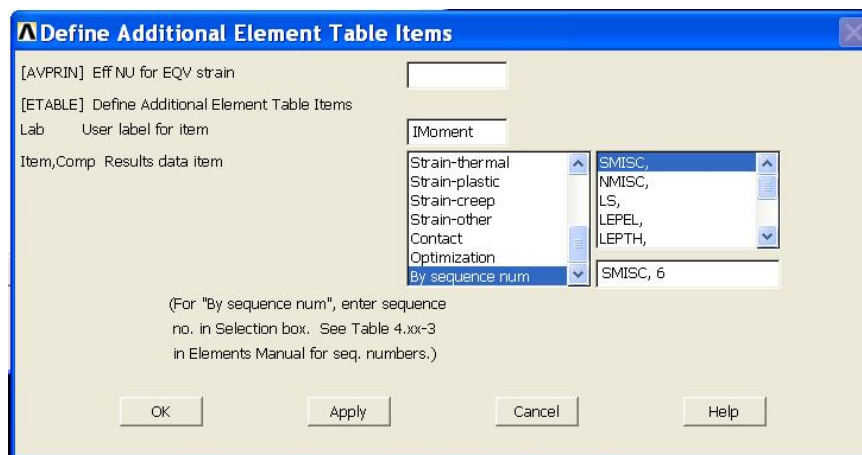 Define Additional Element Table Items
[AVPRIN] Eff NU for EQV strain
[ETABLE] Define Additional Element Table Items
Lab User label for item IMoment
Item,Comp Results data item
Strain-thermal
Strain-plastic
Strain-creep
Strain-other
Contact
Optimization
By sequence num
SMISC,
NMISC,
LS,
LEPEL,
LEPTH,
SMISC, 6
(For "By sequence num", enter sequence
no. in Selection box. See Table 4.xx-3
in Elements Manual for seq. numbers.)
OK Apply Cancel Help